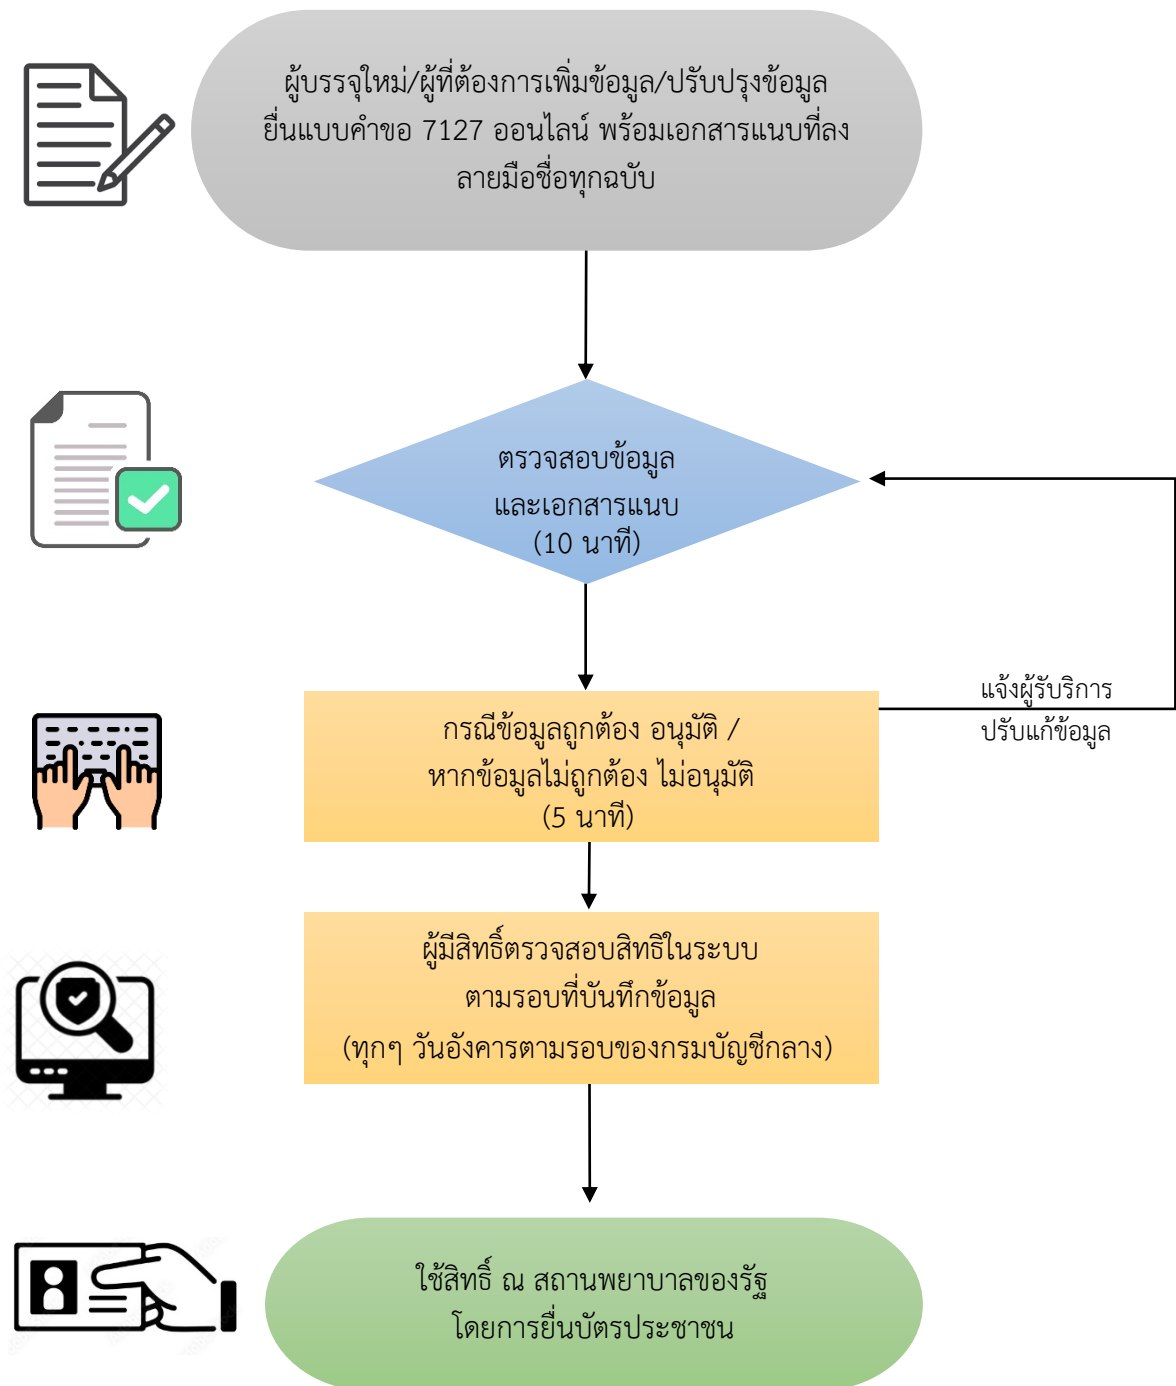 ผู้บรรจุใหม่/ผู้ที่ต้องการเพิ่มข้อมูล/ปรับปรุงข้อมูล
ยื่นแบบคำขอ 7127 ออนไลน์ พร้อมเอกสารแนบที่ลง
ลายมือชื่อทุกฉบับ
ตรวจสอบข้อมูล
และเอกสารแนบ
(10 นาที)
แจ้งผู้รับริการ
ปรับแก้ข้อมูล
กรณีข้อมูลถูกต้อง อนุมัติ /
หากข้อมูลไม่ถูกต้อง ไม่อนุมัติ
(5 นาที)
ผู้มีสิทธิ์ตรวจสอบสิทธิในระบบ
ตามรอบที่บันทึกข้อมูล
(ทุกๆ วันอังคารตามรอบของกรมบัญชีกลาง)
ใช้สิทธิ์ ณ สถานพยาบาลของรัฐ
โดยการยื่นบัตรประชาชน